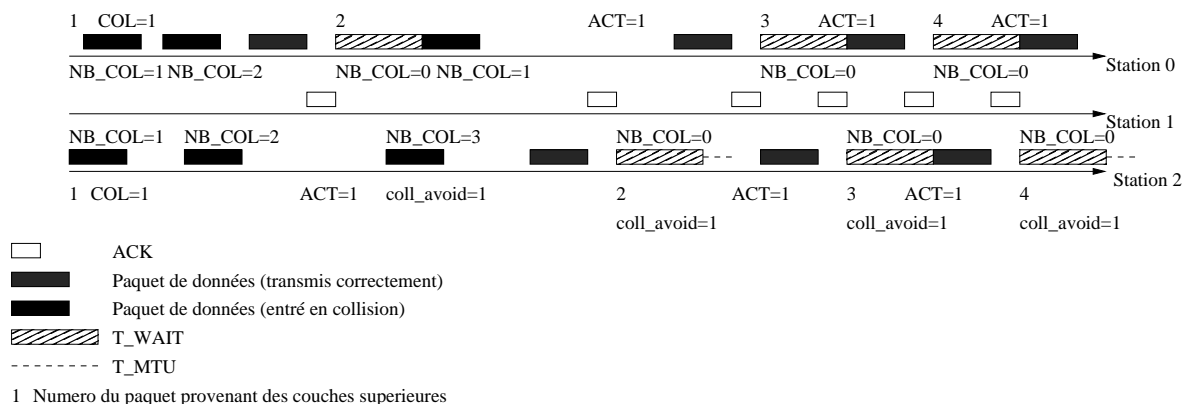 1 COL=1 2 ACT=1 3 ACT=1 4 ACT=1
Station 0
NB_COL=1 NB_COL=2 NB_COL=0 NB_COL=1 NB_COL=0 NB_COL=0
Station 1
NB_COL=1 NB_COL=2 NB_COL=3 NB_COL=0 NB_COL=0 NB_COL=0
Station 2
1 COL=1 ACT=1 coll_avoid=1 2 ACT=1 3 ACT=1 4
coll_avoid=1 coll_avoid=1 coll_avoid=1
ACK
Paquet de données (transmis correctement)
Paquet de données (entré en collision)
T_WAIT
T_MTU
1 Numero du paquet provenant des couches superieures